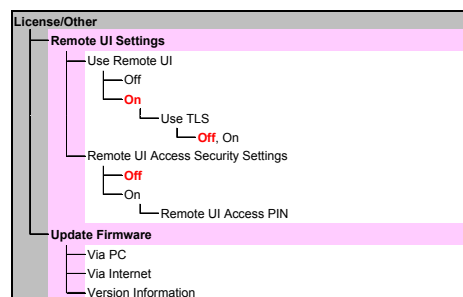 License/Other
Remote UI Settings
Use Remote UI
Off
On
Use TLS
Off, On
Remote UI Access Security Settings
Off
On
Remote UI Access PIN
Update Firmware
Via PC
Via Internet
Version Information